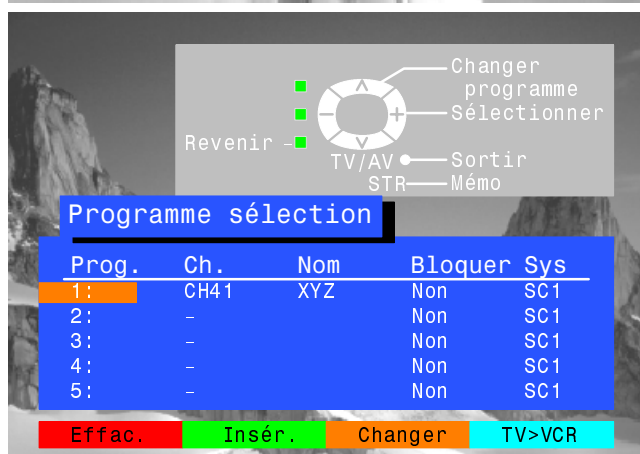 Changer
programme
Sélectionner
Revenir
TV/AV
Sortir
STR
Mémo
Programme sélection
Prog. Ch. Nom Bloquer Sys
1: CH41 XYZ Non SC1
2: – Non SC1
3: – Non SC1
4: – Non SC1
5: – Non SC1
Effac. Insér. Changer TV>VCR